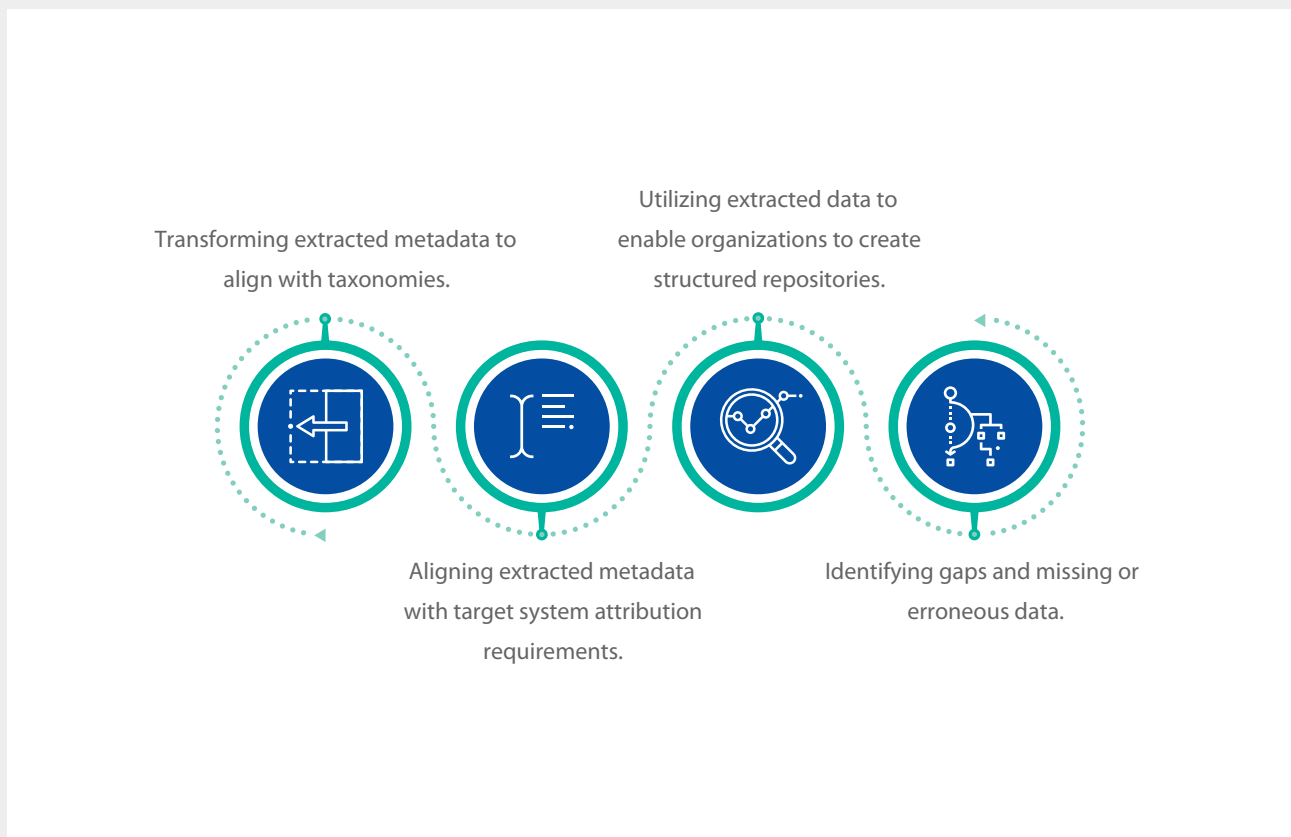 Transforming extracted metadata to
align with taxonomies.
Aligning extracted metadata
with target system attribution
requirements.
Utilizing extracted data to
enable organizations to create
structured repositories.
Identifying gaps and missing or
erroneous data.